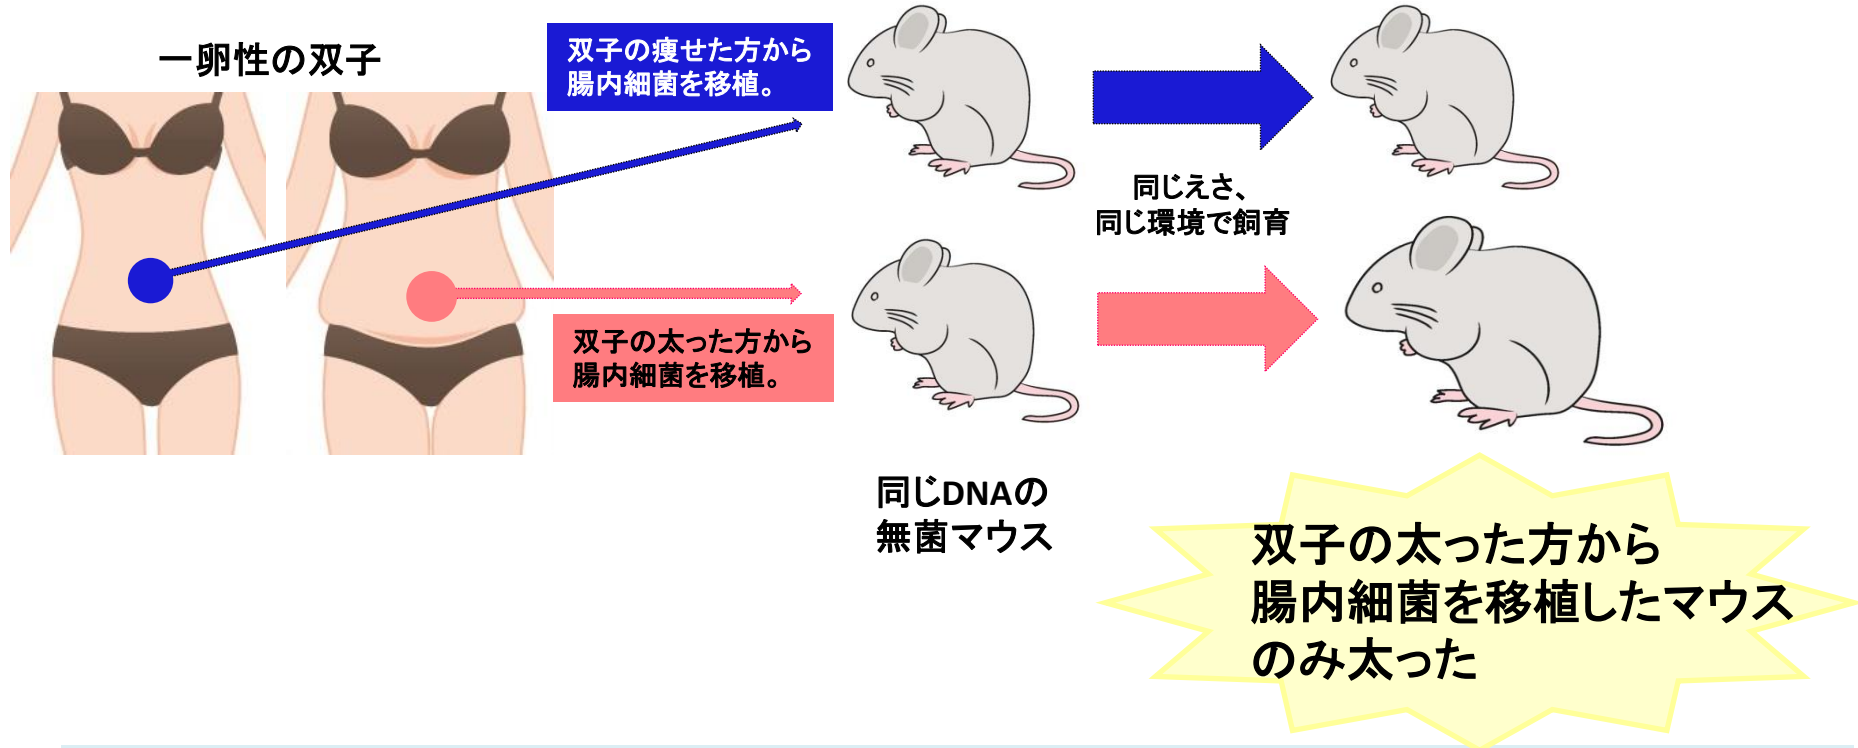 一卵性の双子
双子の痩せた方から
腸内細菌を移植。
双子の太った方から
腸内細菌を移植。
同じえさ、
同じ環境で飼育
同じDNAの
無菌マウス
双子の太った方から
腸内細菌を移植したマウス
のみ太った